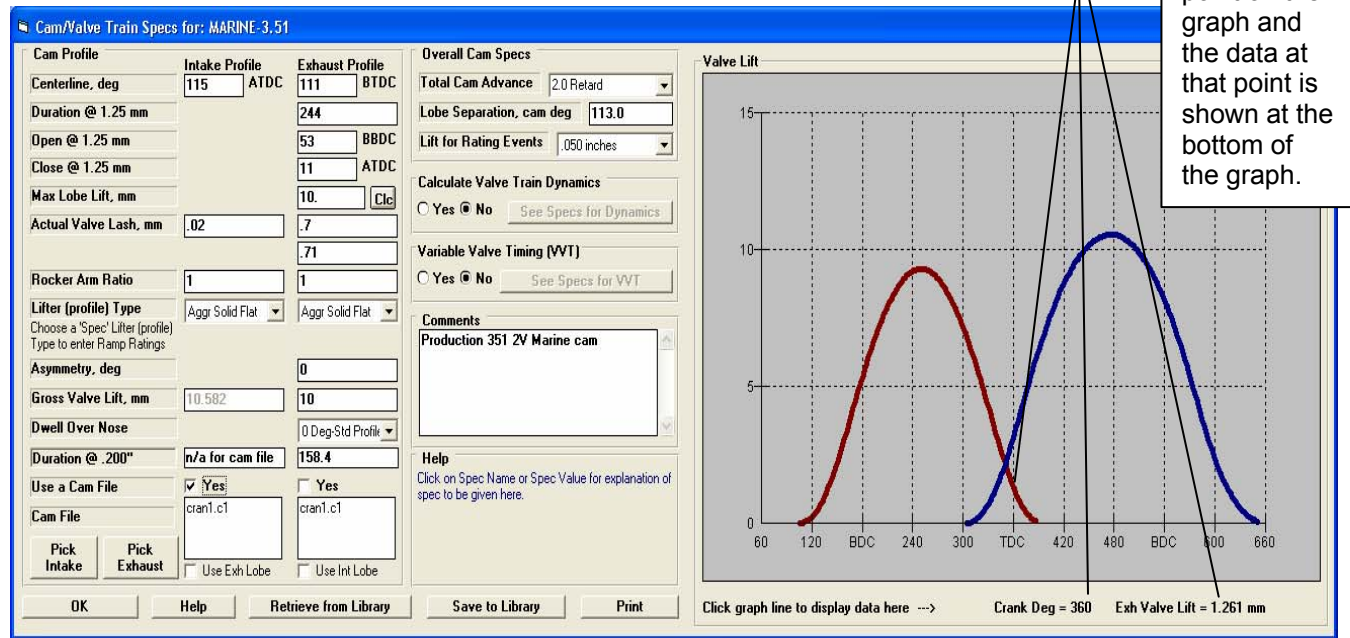 graph and
the data at
that point is
shown at the
bottom of
the graph.
Cam/Valve Train Specs for: MARINE-3.51
Cam Profile
Intake Profile Exhaust Profile
Centerline, deg 115 ATDC 111 BTDC
Duration @ 1.25 mm 244
Open @ 1.25 mm 53 BBDC
Close @ 1.25 mm 11 ATDC
Max Lobe Lift, mm 10. Clc
Actual Valve Lash, mm .02 .7
.71
Rocker Arm Ratio 1 1
Lifter (profile) Type Aggr Solid Flat Aggr Solid Flat
Choose a 'Spec' Lifter (profile)
Type to enter Ramp Ratings
Asymmetry, deg 0
Gross Valve Lift, mm 10.582 10
Dwell Over Nose 0 Deg-Std Profile
Duration @ .200" n/a for cam file 158.4
Use a Cam File Yes Yes
Cam File cran1.c1 cran1.c1
Pick Intake Pick Exhaust Use Exh Lobe Use Int Lobe
Overall Cam Specs
Total Cam Advance 2.0 Retard
Lobe Separation, cam deg 113.0
Lift for Rating Events .050 inches
Calculate Valve Train Dynamics
Yes No See Specs for Dynamics
Variable Valve Timing (VVT)
Yes No See Specs for VVT
Comments
Production 351 2V Marine cam
Help
Click on Spec Name or Spec Value for explanation of
spec to be given here.
Valve Lift
15
10
5
0
60 120 BDC 240 300 TDC 420 480 BDC 600 660
OK Help Retrieve from Library Save to Library Print
Click graph line to display data here ---> Crank Deg = 360 Exh Valve Lift = 1.261 mm